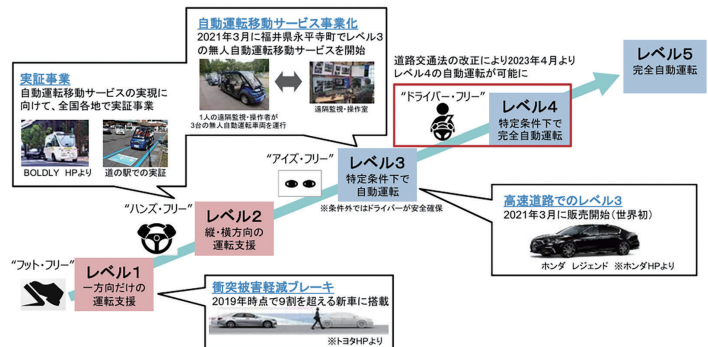 自動運転移動サービス事業化
2021年3月に福井県永平寺町でレベル3
の無人自動運転移動サービスを開始
1人の遠隔監視・操作者が
3台の無人自動運転車両を運行
遠隔監視・操作室
実証事業
自動運転移動サービスの実現に
向けて、全国各地で実証事業
BOLDLY HPより
道の駅での実証
道路交通法の改正により2023年4月より
レベル4の自動運転が可能に
レベル5
完全自動運転
“ドライバー・フリー”
レベル4
特定条件下で
完全自動運転
“アイズ・フリー”
レベル3
特定条件下で
自動運転
※条件外ではドライバーが安全確保
高速道路でのレベル3
2021年3月に販売開始(世界初)
ホンダ レジェンド ※ホンダHPより
“ハンズ・フリー”
レベル2
縦・横方向の
運転支援
“フット・フリー”
レベル1
一方向だけの
運転支援
衝突被害軽減ブレーキ
2019年時点で9割を超える新車に搭載
※トヨタHPより